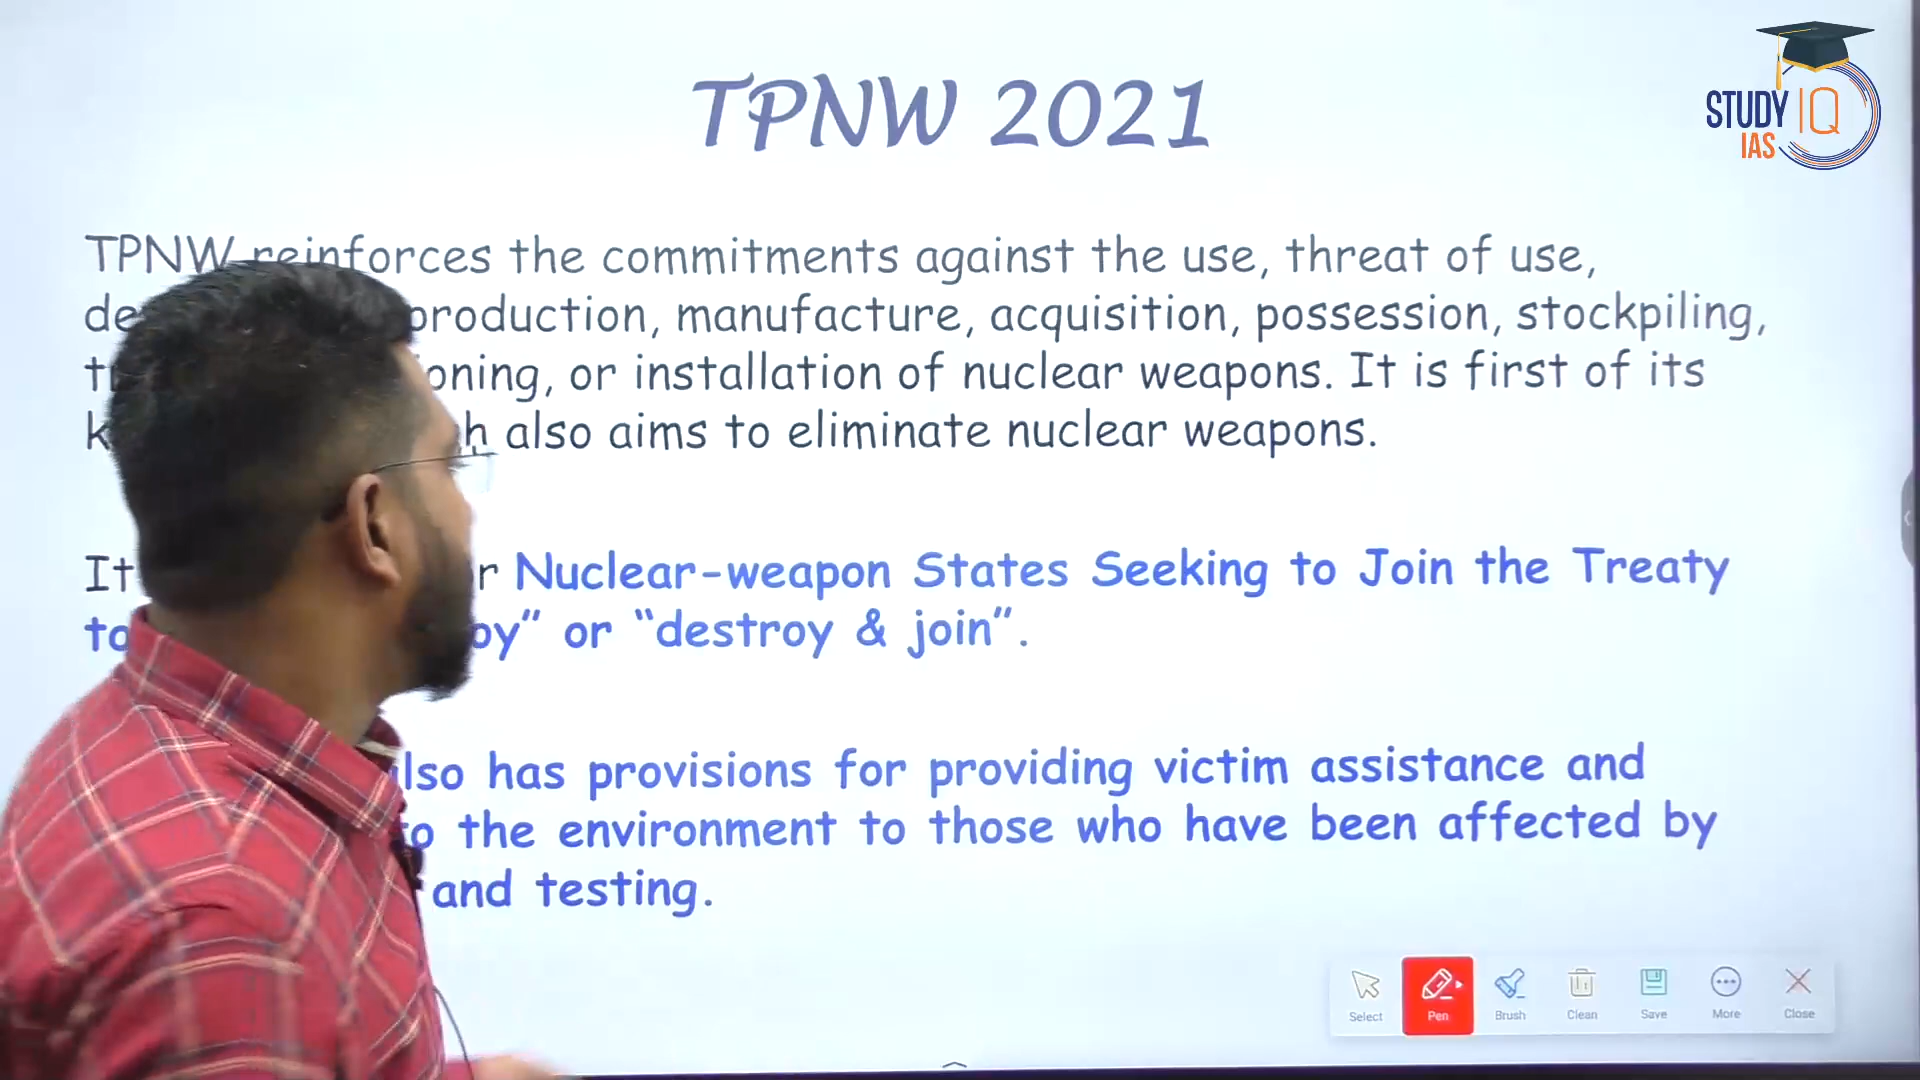 TPNW 2021
STUDY IQ
IAS
TPNW reinforces the commitments against the use, threat of use,
production, manufacture, acquisition, possession, stockpiling,
or installation of nuclear weapons. It is first of its
also aims to eliminate nuclear weapons.
It Nuclear-weapon States Seeking to Join the Treaty
to or “destroy & join”.
also has provisions for providing victim assistance and
to the environment to those who have been affected by
and testing.
Select Pen Brush Clean Save More Close